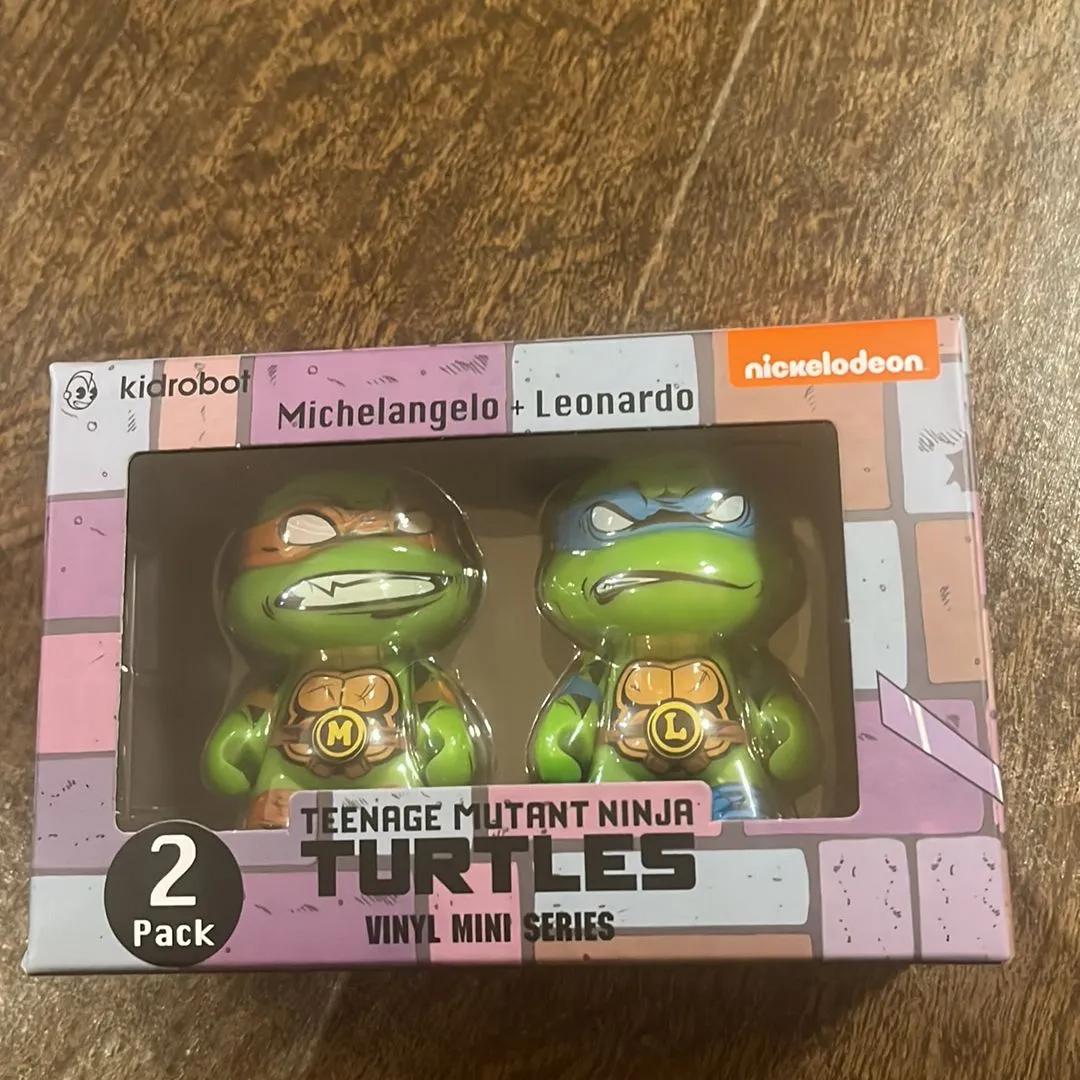 kidrobot
Michelangelo + Leonardo
nickelodeon
M
L
TEENAGE MUTANT NINJA
TURTLES
VINYL MINI SERIES
2
Pack